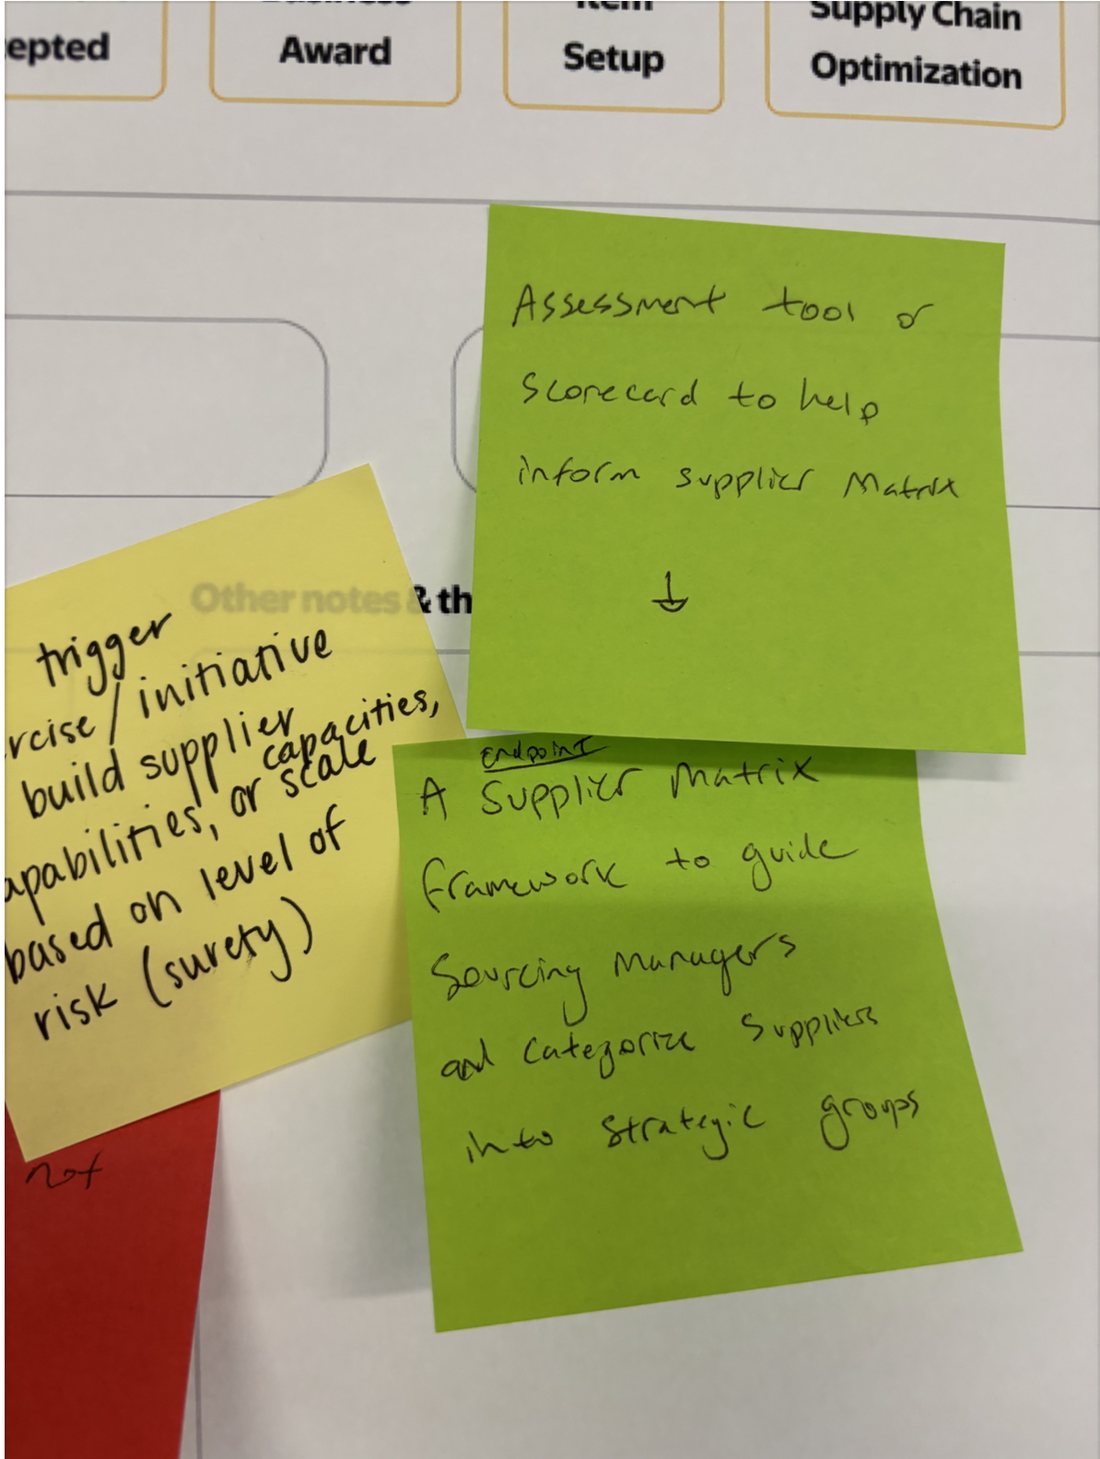 epted
Award
Setup
Supply Chain
Optimization
Assessment tool or
Scorecard to help
inform supplier Matrix
Other notes & th
trigger
rcise / initiative
build supplier
capacities,
apabilities, or scale
based on level of
risk (surety)
endpoint
A Supplier Matrix
framework to guide
Sourcing Managers
and Categorize Suppliers
into Strategic groups
not